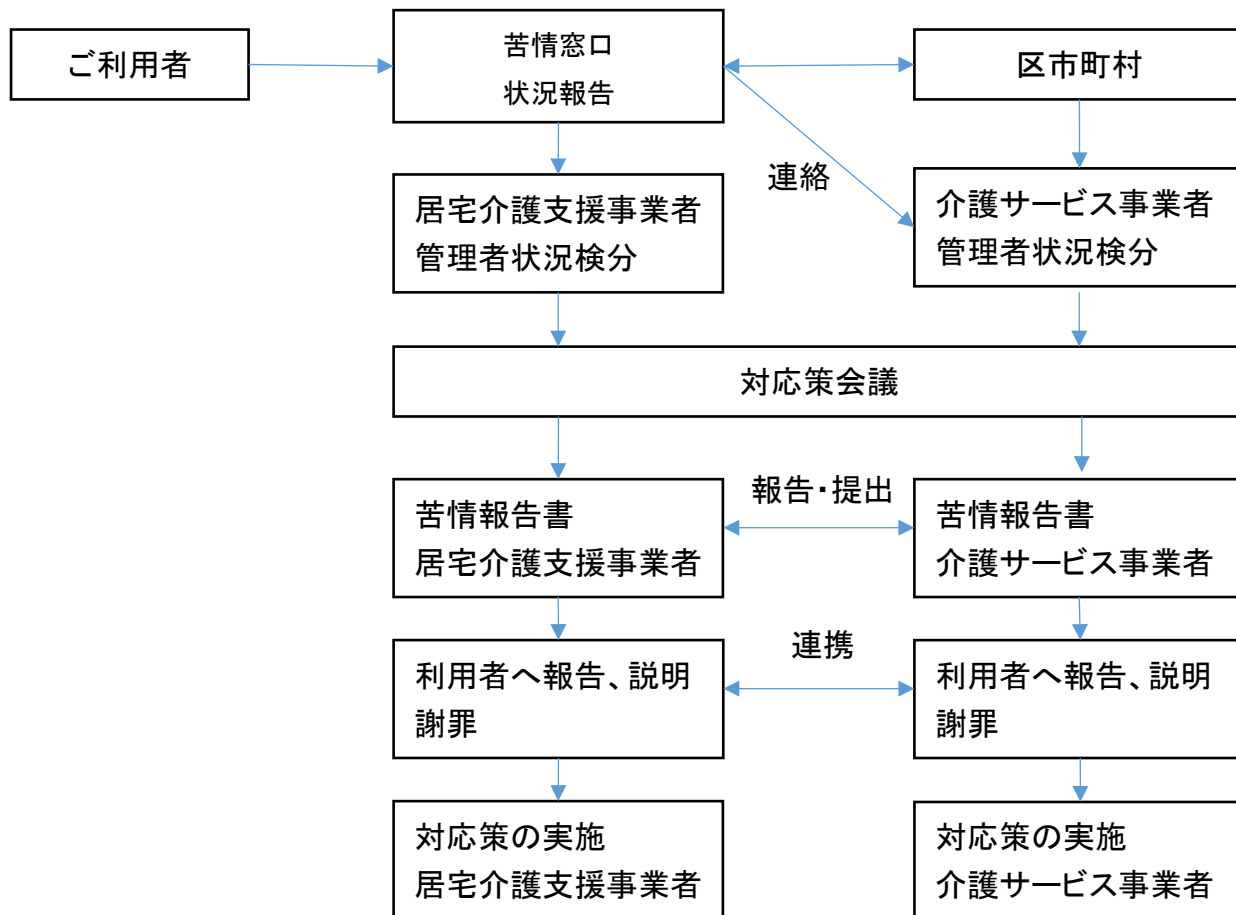 ご利用者
苦情窓口
状況報告
区市町村
連絡
居宅介護支援事業者
管理者状況検分
介護サービス事業者
管理者状況検分
対応策会議
報告・提出
苦情報告書
居宅介護支援事業者
苦情報告書
介護サービス事業者
連携
利用者へ報告、説明
謝罪
利用者へ報告、説明
謝罪
対応策の実施
居宅介護支援事業者
対応策の実施
介護サービス事業者